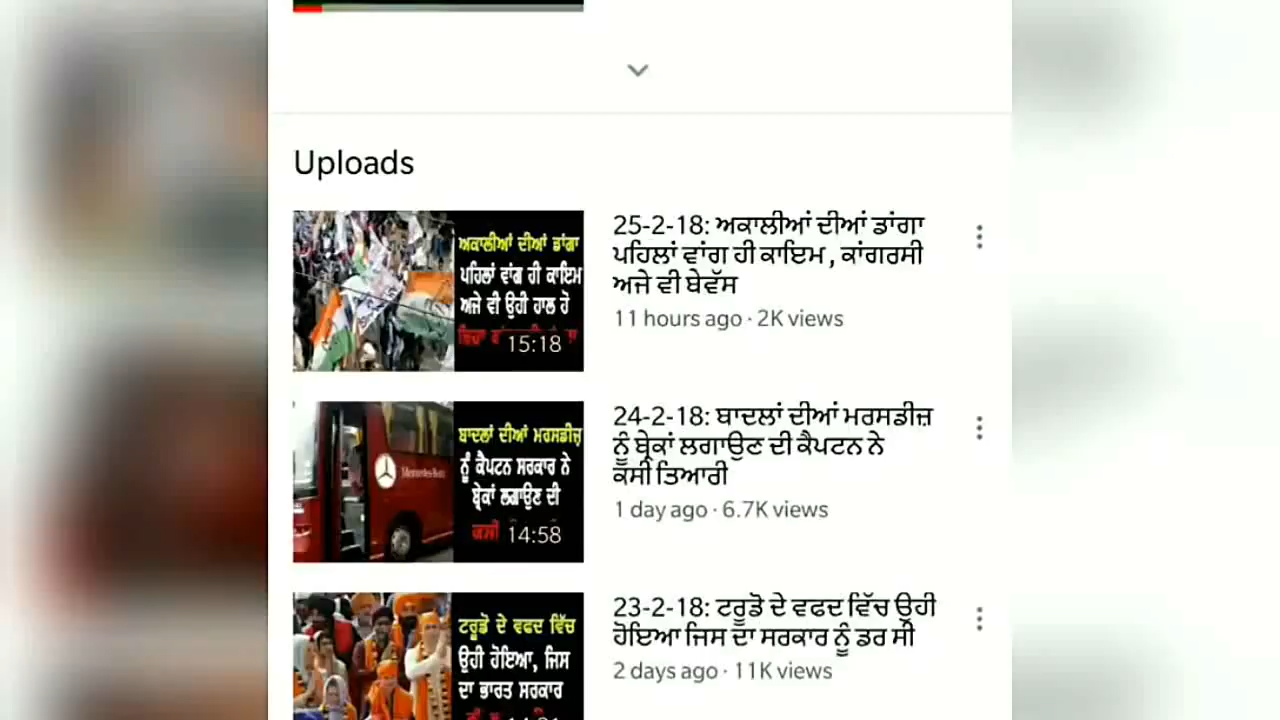 Uploads
ਅਕਾਲੀਆਂ ਦੀਆਂ ਡਾਂਗਾ
ਪਹਿਲਾਂ ਵਾਂਗ ਹੀ ਕਾਇਮ
ਅਜੇ ਵੀ ਉਹੀ ਹਾਲ ਹੋ
15:18
25-2-18: ਅਕਾਲੀਆਂ ਦੀਆਂ ਡਾਂਗਾ
ਪਹਿਲਾਂ ਵਾਂਗ ਹੀ ਕਾਇਮ , ਕਾਂਗਰਸੀ
ਅਜੇ ਵੀ ਬੇਵੱਸ
11 hours ago · 2K views
ਬਾਦਲਾਂ ਦੀਆਂ ਮਰਸਡੀਜ਼
ਨੂੰ ਕੈਪਟਨ ਸਰਕਾਰ ਨੇ
ਬ੍ਰੇਕਾਂ ਲਗਾਉਣ ਦੀ
ਕਸੀ 14:58
Mercedes-Benz
24-2-18: ਬਾਦਲਾਂ ਦੀਆਂ ਮਰਸਡੀਜ਼
ਨੂੰ ਬ੍ਰੇਕਾਂ ਲਗਾਉਣ ਦੀ ਕੈਪਟਨ ਨੇ
ਕਸੀ ਤਿਆਰੀ
1 day ago · 6.7K views
ਟਰੂਡੋ ਦੇ ਵਫਦ ਵਿੱਚ
ਉਹੀ ਹੋਇਆ, ਜਿਸ
ਦਾ ਭਾਰਤ ਸਰਕਾਰ
23-2-18: ਟਰੂਡੋ ਦੇ ਵਫਦ ਵਿੱਚ ਉਹੀ
ਹੋਇਆ ਜਿਸ ਦਾ ਸਰਕਾਰ ਨੂੰ ਡਰ ਸੀ
2 days ago · 11K views